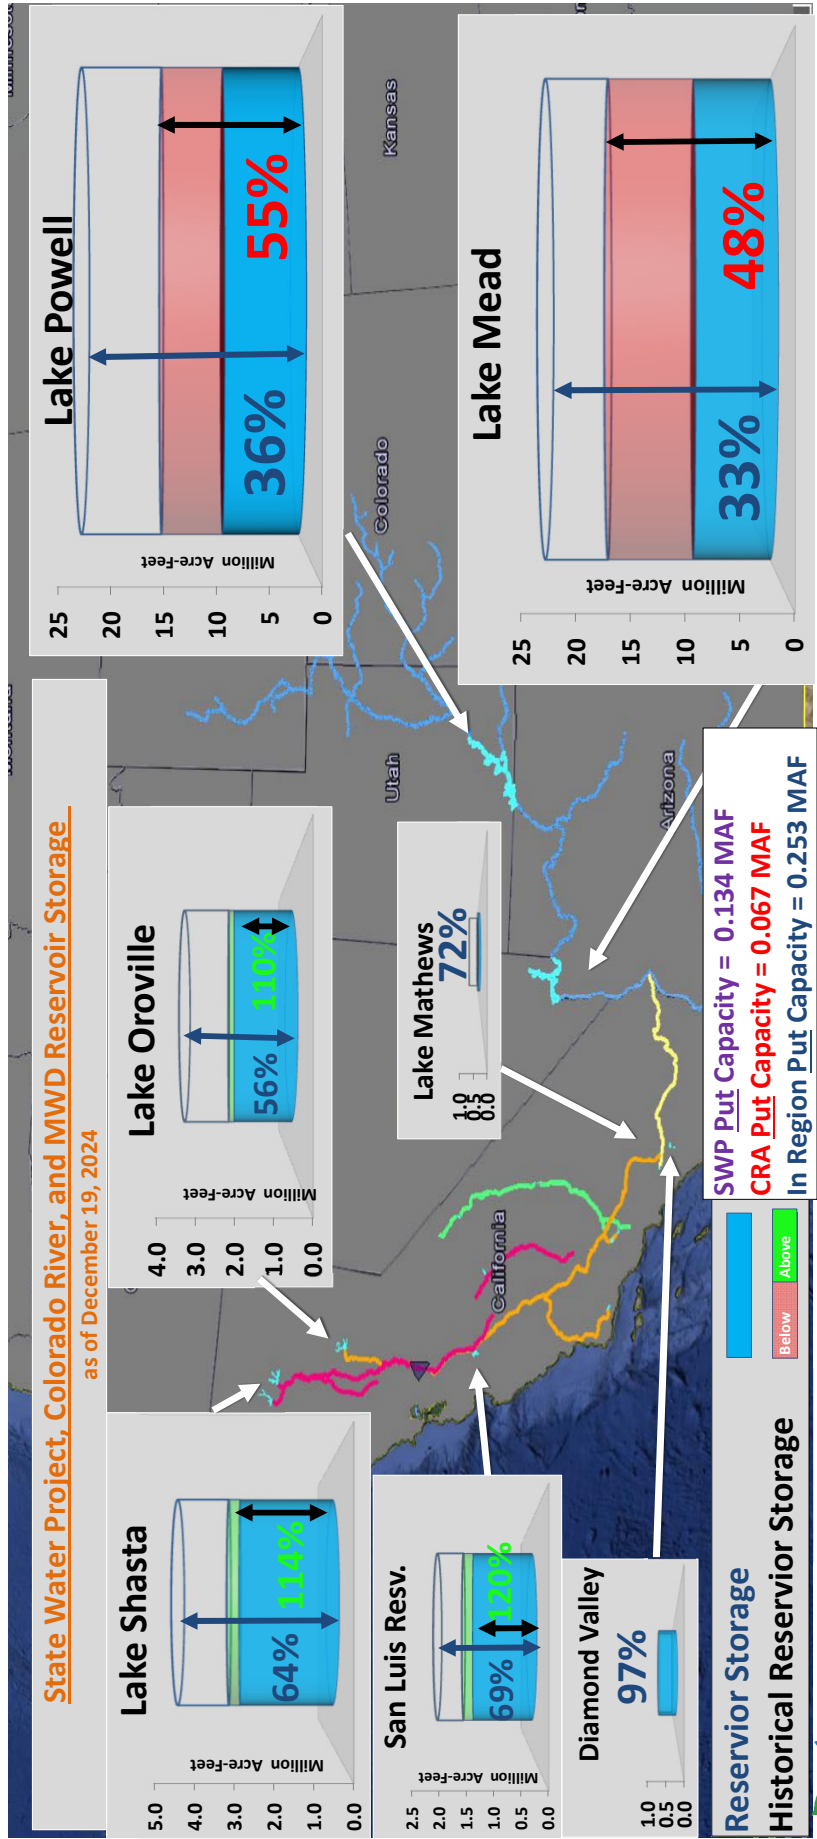 State Water Project, Colorado River, and MWD Reservoir Storage
as of December 19, 2024
Lake Shasta
5.0
4.0
3.0
2.0
1.0
0.0
Million Acre-Feet
64%
114%
Lake Oroville
4.0
3.0
2.0
1.0
0.0
Million Acre-Feet
56%
110%
Lake Powell
25
20
15
10
5
0
Million Acre-Feet
36%
55%
San Luis Resv.
2.5
2.0
1.5
1.0
0.5
0.0
69%
120%
Lake Mathews
1.0
0.5
0.0
72%
Lake Mead
25
20
15
10
5
0
Million Acre-Feet
33%
48%
Diamond Valley
1.0
0.5
0.0
97%
California
Utah
Arizona
Colorado
Kansas
Reservior Storage
Historical Reservior Storage
Below
Above
SWP Put Capacity = 0.134 MAF
CRA Put Capacity = 0.067 MAF
In Region Put Capacity = 0.253 MAF